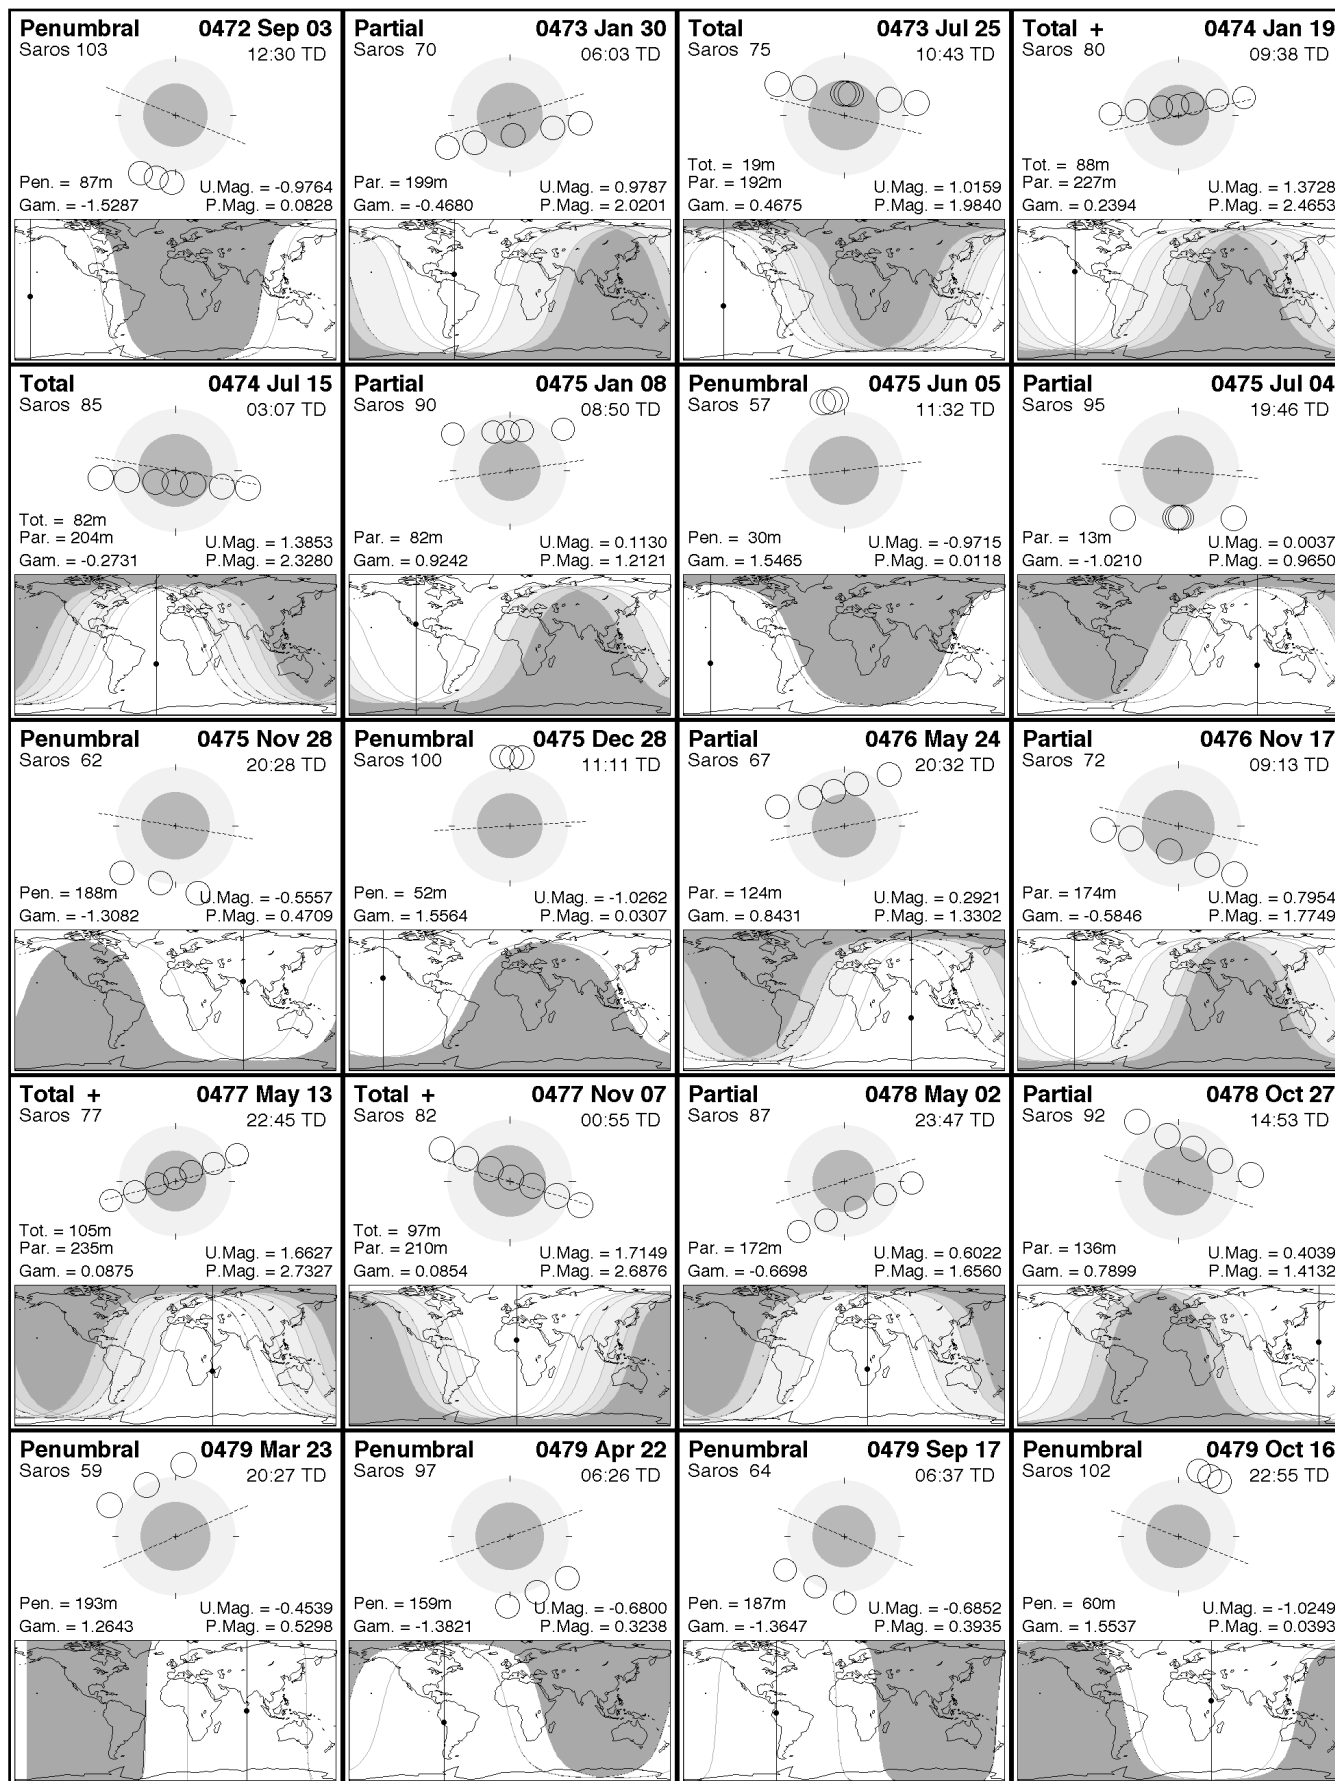 Penumbral 0472 Sep 03
Saros 103 12:30 TD
Pen. = 87m U.Mag. = -0.9764
Gam. = -1.5287 P.Mag. = 0.0828
Partial 0473 Jan 30
Saros 70 06:03 TD
Par. = 199m U.Mag. = 0.9787
Gam. = -0.4680 P.Mag. = 2.0201
Total 0473 Jul 25
Saros 75 10:43 TD
Tot. = 19m
Par. = 192m U.Mag. = 1.0159
Gam. = 0.4675 P.Mag. = 1.9840
Total + 0474 Jan 19
Saros 80 09:38 TD
Tot. = 88m
Par. = 227m U.Mag. = 1.3728
Gam. = 0.2394 P.Mag. = 2.4653
Total 0474 Jul 15
Saros 85 03:07 TD
Tot. = 82m
Par. = 204m U.Mag. = 1.3853
Gam. = -0.2731 P.Mag. = 2.3280
Partial 0475 Jan 08
Saros 90 08:50 TD
Par. = 82m U.Mag. = 0.1130
Gam. = 0.9242 P.Mag. = 1.2121
Penumbral 0475 Jun 05
Saros 57 11:32 TD
Pen. = 30m U.Mag. = -0.9715
Gam. = 1.5465 P.Mag. = 0.0118
Partial 0475 Jul 04
Saros 95 19:46 TD
Par. = 13m U.Mag. = 0.0037
Gam. = -1.0210 P.Mag. = 0.9650
Penumbral 0475 Nov 28
Saros 62 20:28 TD
Pen. = 188m U.Mag. = -0.5557
Gam. = -1.3082 P.Mag. = 0.4709
Penumbral 0475 Dec 28
Saros 100 11:11 TD
Pen. = 52m U.Mag. = -1.0262
Gam. = 1.5564 P.Mag. = 0.0307
Partial 0476 May 24
Saros 67 20:32 TD
Par. = 124m U.Mag. = 0.2921
Gam. = 0.8431 P.Mag. = 1.3302
Partial 0476 Nov 17
Saros 72 09:13 TD
Par. = 174m U.Mag. = 0.7954
Gam. = -0.5846 P.Mag. = 1.7749
Total + 0477 May 13
Saros 77 22:45 TD
Tot. = 105m
Par. = 235m U.Mag. = 1.6627
Gam. = 0.0875 P.Mag. = 2.7327
Total + 0477 Nov 07
Saros 82 00:55 TD
Tot. = 97m
Par. = 210m U.Mag. = 1.7149
Gam. = 0.0854 P.Mag. = 2.6876
Partial 0478 May 02
Saros 87 23:47 TD
Par. = 172m U.Mag. = 0.6022
Gam. = -0.6698 P.Mag. = 1.6560
Partial 0478 Oct 27
Saros 92 14:53 TD
Par. = 136m U.Mag. = 0.4039
Gam. = 0.7899 P.Mag. = 1.4132
Penumbral 0479 Mar 23
Saros 59 20:27 TD
Pen. = 193m U.Mag. = -0.4539
Gam. = 1.2643 P.Mag. = 0.5298
Penumbral 0479 Apr 22
Saros 97 06:26 TD
Pen. = 159m U.Mag. = -0.6800
Gam. = -1.3821 P.Mag. = 0.3238
Penumbral 0479 Sep 17
Saros 64 06:37 TD
Pen. = 187m U.Mag. = -0.6852
Gam. = -1.3647 P.Mag. = 0.3935
Penumbral 0479 Oct 16
Saros 102 22:55 TD
Pen. = 60m U.Mag. = -1.0249
Gam. = 1.5537 P.Mag. = 0.0393